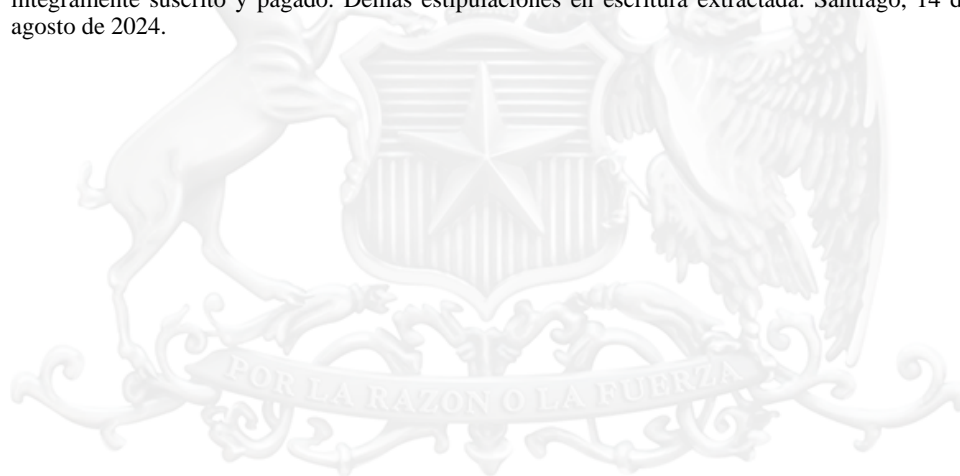 íntegramente suscrito y pagado. Demás estipulaciones en escritura extractada. Santiago, 14 d
agosto de 2024.
POR LA RAZON O LA FUERZA